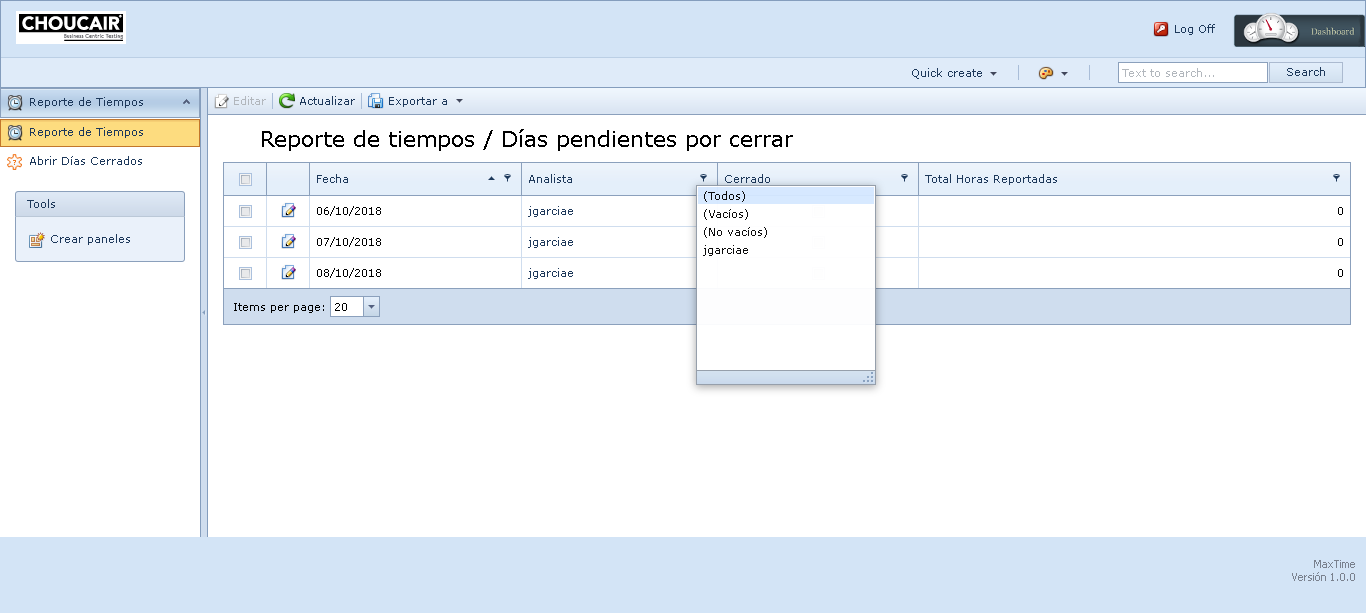 CHOUCAIR
Business Centric Testing
Log Off
Dashboard
Quick create
Text to search...
Search
Reporte de Tiempos
Reporte de Tiempos
Abrir Días Cerrados
Tools
Crear paneles
Editar
Actualizar
Exportar a
Reporte de tiempos / Días pendientes por cerrar
Fecha Analista Cerrado Total Horas Reportadas
06/10/2018 jgarciae 0
07/10/2018 jgarciae 0
08/10/2018 jgarciae 0
(Todos)
(Vacíos)
(No vacíos)
jgarciae
Items per page: 20
MaxTime
Versión 1.0.0